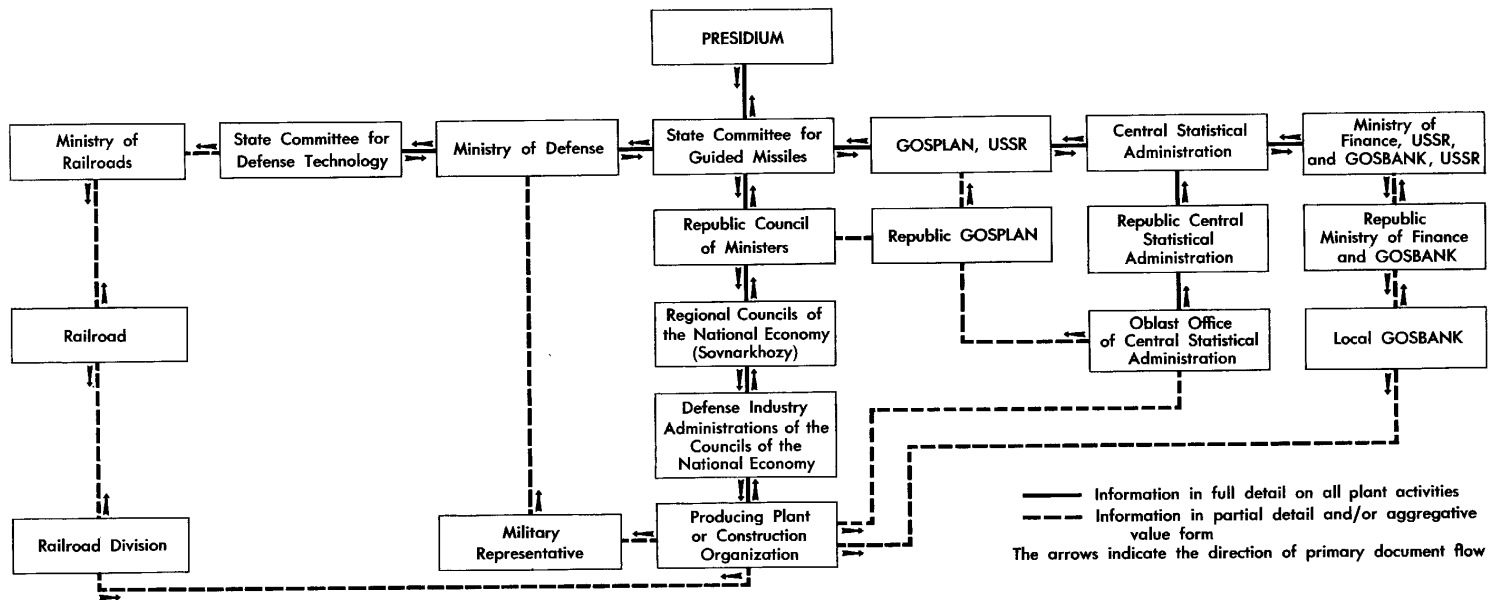 PRESIDIUM
Ministry of
Railroads
State Committee for
Defense Technology
Ministry of Defense
State Committee for
Guided Missiles
GOSPLAN, USSR
Central Statistical
Administration
Ministry of
Finance, USSR,
and GOSBANK, USSR
Republic Council
of Ministers
Republic GOSPLAN
Republic Central
Statistical
Administration
Republic
Ministry of Finance
and GOSBANK
Railroad
Regional Councils of
the National Economy
(Sovnarkhozy)
Oblast Office
of Central Statistical
Administration
Local GOSBANK
Defense Industry
Administrations of the
Councils of the
National Economy
Railroad Division
Military
Representative
Producing Plant
or Construction
Organization
Information in full detail on all plant activities
Information in partial detail and/or aggregative
value form
The arrows indicate the direction of primary document flow